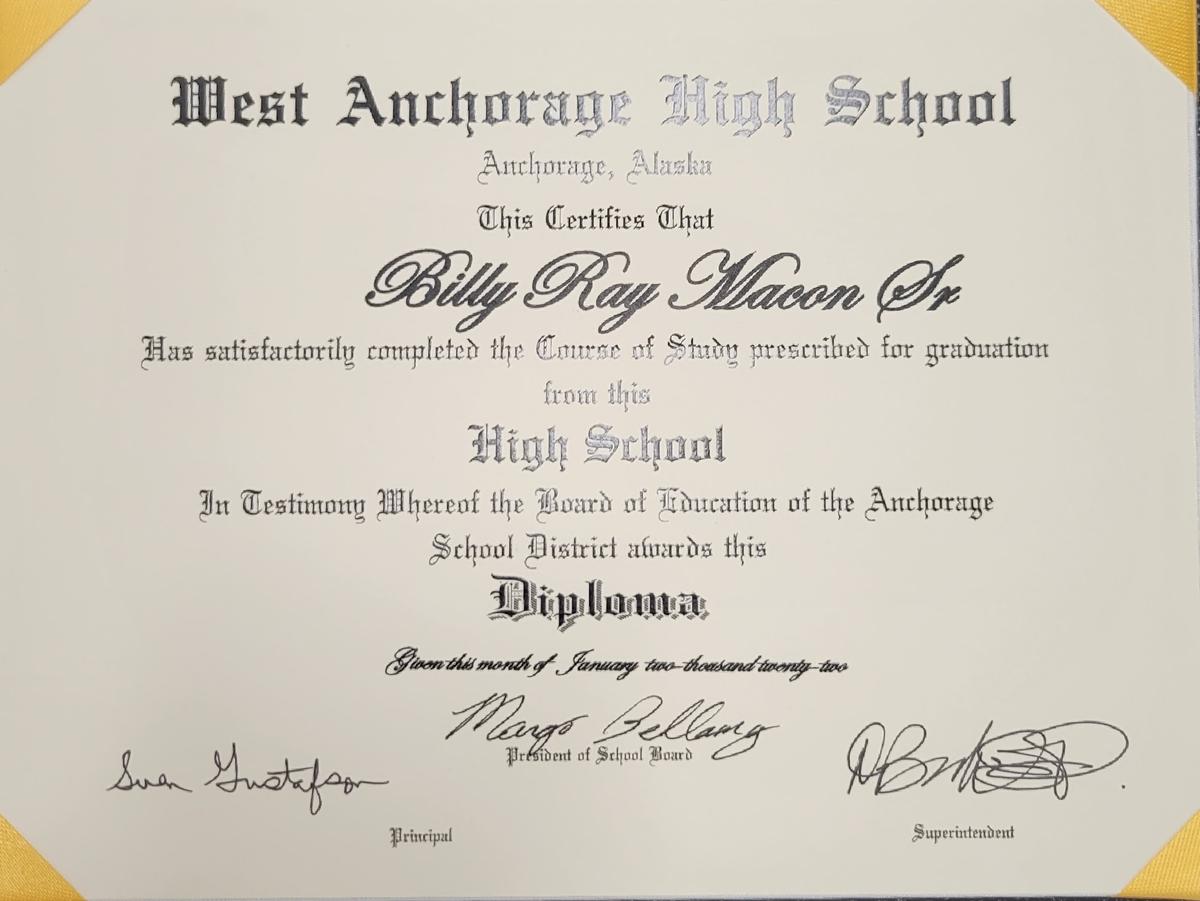 West Anchorage High School
Anchorage, Alaska
This Certifies That
Billy Ray Macon Sr
Has satisfactorily completed the Course of Study prescribed for graduation
from this
High School
In Testimony Whereof the Board of Education of the Anchorage
School District awards this
Diploma
Given this month of January two-thousand twenty-two
Margo Bellamy
President of School Board
Sven Gustafson
Principal
Superintendent